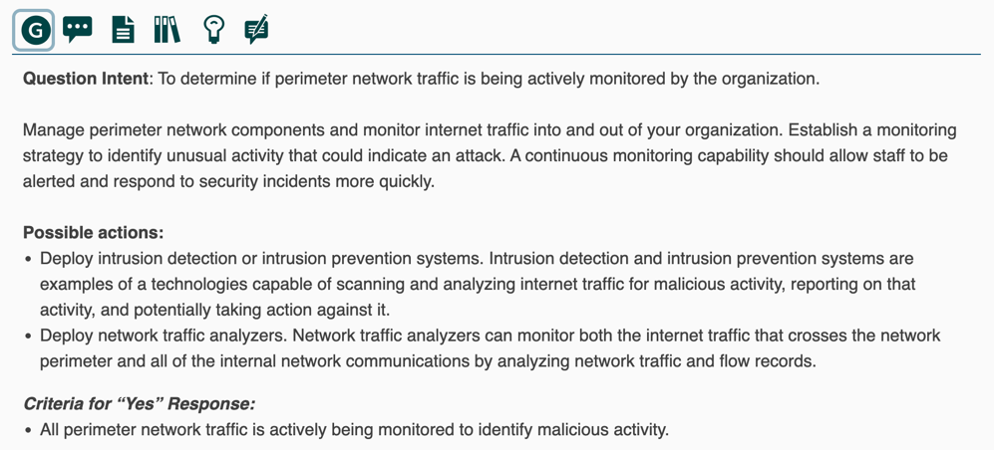 G
Question Intent: To determine if perimeter network traffic is being actively monitored by the organization.
Manage perimeter network components and monitor internet traffic into and out of your organization. Establish a monitoring
strategy to identify unusual activity that could indicate an attack. A continuous monitoring capability should allow staff to be
alerted and respond to security incidents more quickly.
Possible actions:
• Deploy intrusion detection or intrusion prevention systems. Intrusion detection and intrusion prevention systems are
examples of a technologies capable of scanning and analyzing internet traffic for malicious activity, reporting on that
activity, and potentially taking action against it.
• Deploy network traffic analyzers. Network traffic analyzers can monitor both the internet traffic that crosses the network
perimeter and all of the internal network communications by analyzing network traffic and flow records.
Criteria for “Yes” Response:
• All perimeter network traffic is actively being monitored to identify malicious activity.